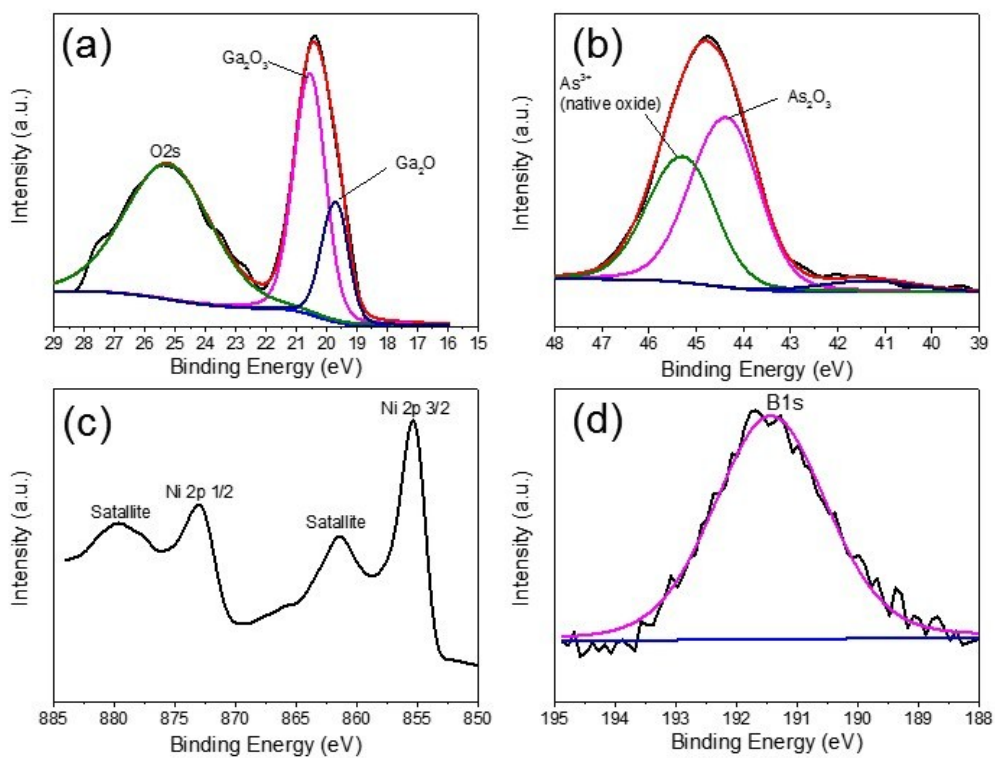 (a)
Ga₂O₃
O2s
Ga₂O
Intensity (a.u.)
29 28 27 26 25 24 23 22 21 20 19 18 17 16 15
Binding Energy (eV)
(b)
As³⁺
(native oxide)
As₂O₃
Intensity (a.u.)
48 47 46 45 44 43 42 41 40 39
Binding Energy (eV)
(c)
Ni 2p 3/2
Ni 2p 1/2
Satallite
Satallite
Intensity (a.u.)
885 880 875 870 865 860 855 850
Binding Energy (eV)
(d)
B1s
Intensity (a.u.)
195 194 193 192 191 190 189 188
Binding Energy (eV)